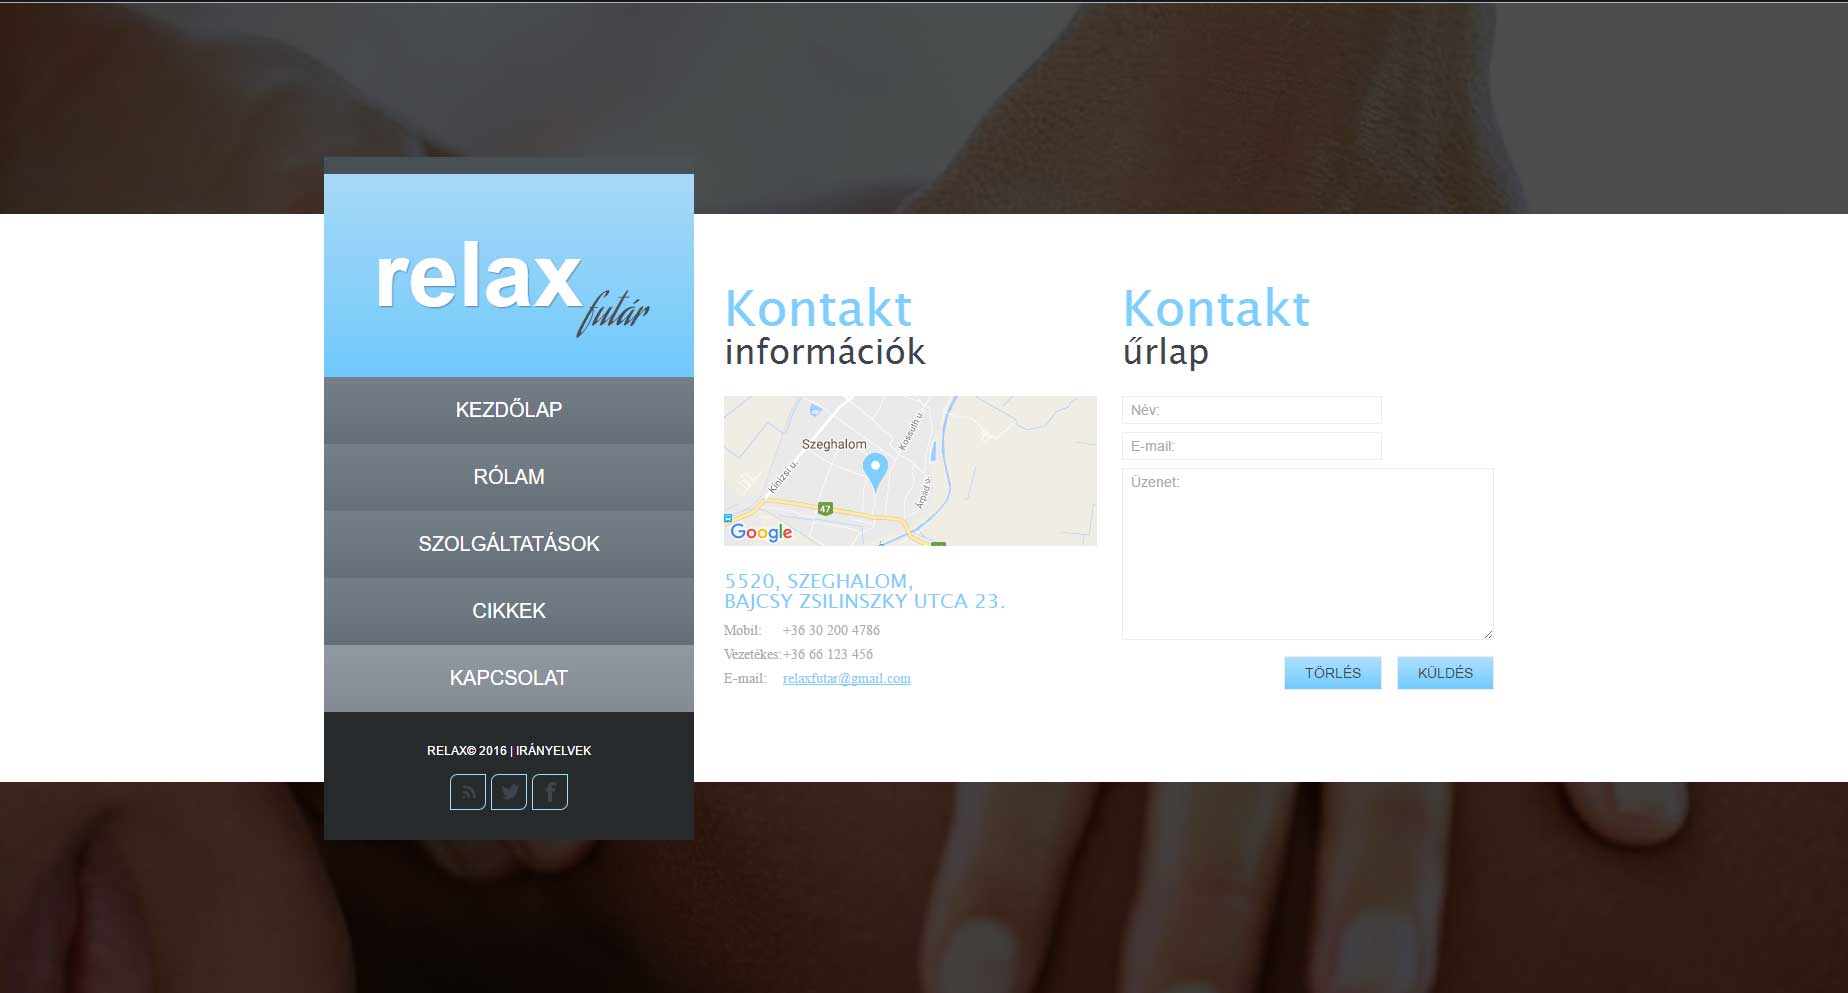 relax
futár
KEZDŐLAP
RÓLAM
SZOLGÁLTATÁSOK
CIKKEK
KAPCSOLAT
RELAX© 2016 | IRÁNYELVEK
Kontakt
információk
Szeghalom
Kossuth u.
Kinizsi u.
Árpád u.
47
Google
5520, SZEGHALOM,
BAJCSY ZSILINSZKY UTCA 23.
Mobil: +36 30 200 4786
Vezetékes: +36 66 123 456
E-mail: relaxfutar@gmail.com
Kontakt
űrlap
Név:
E-mail:
Üzenet:
TÖRLÉS KÜLDÉS